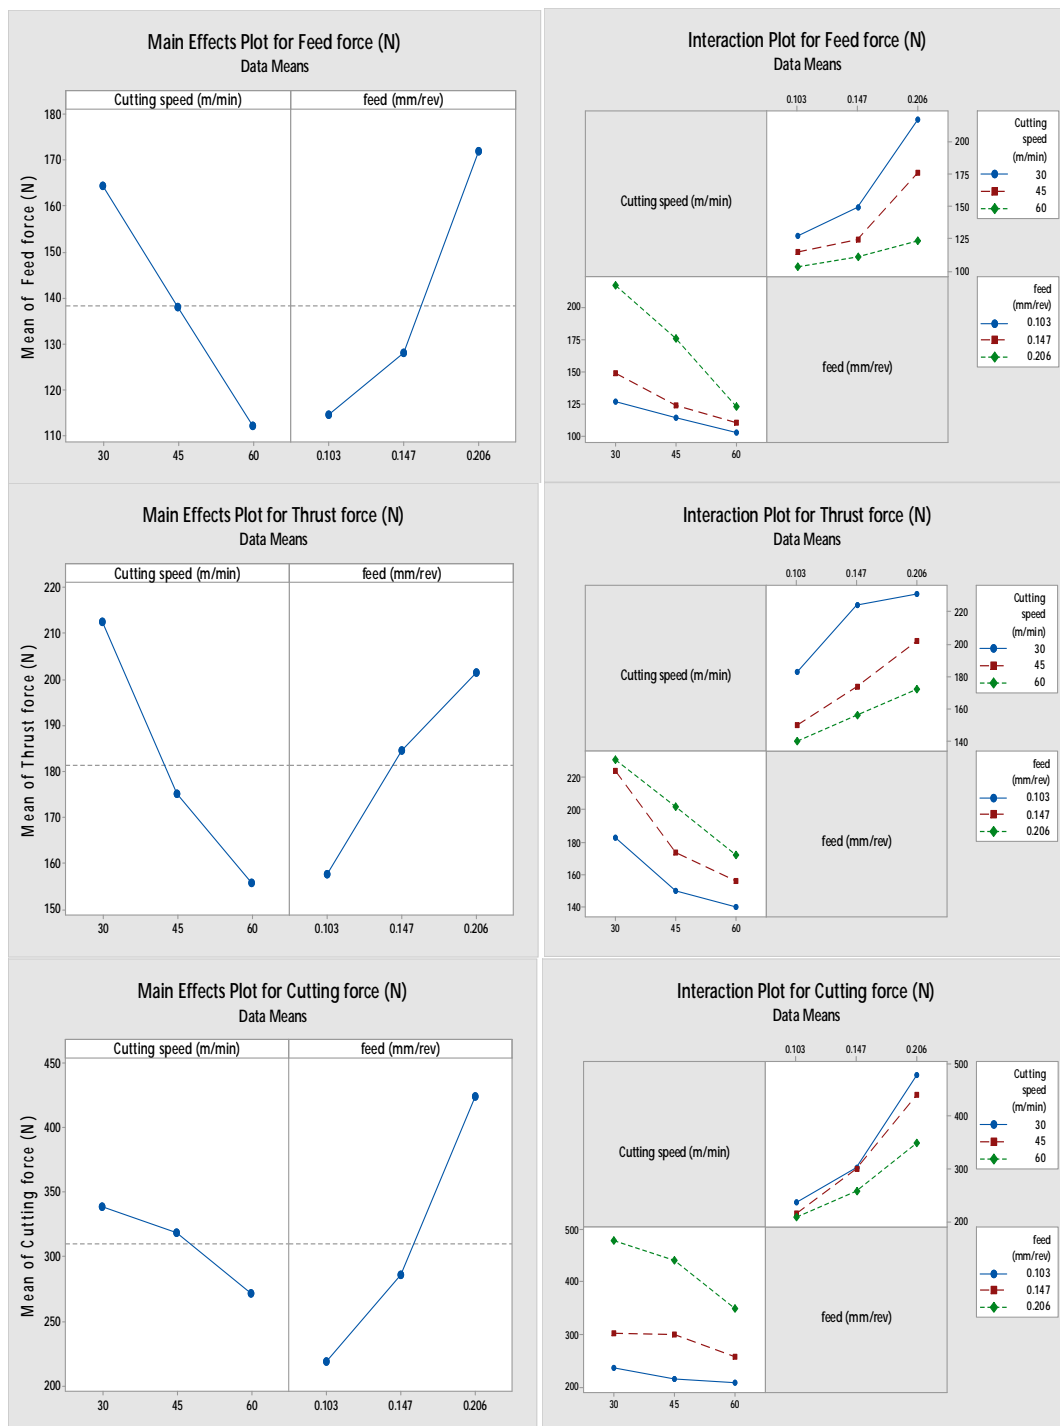 Main Effects Plot for Feed force (N)
Data Means
Cutting speed (m/min) feed (mm/rev)
Mean of Feed force (N)
180
170
160
150
140
130
120
110
30 45 60 0.103 0.147 0.206
Interaction Plot for Feed force (N)
Data Means
0.103 0.147 0.206
Cutting speed (m/min)
200
175
150
125
100
Cutting
speed
(m/min)
30
45
60
200
175
150
125
100
feed (mm/rev)
feed
(mm/rev)
0.103
0.147
0.206
30 45 60
Main Effects Plot for Thrust force (N)
Data Means
Cutting speed (m/min) feed (mm/rev)
Mean of Thrust force (N)
220
210
200
190
180
170
160
150
30 45 60 0.103 0.147 0.206
Interaction Plot for Thrust force (N)
Data Means
0.103 0.147 0.206
Cutting speed (m/min)
220
200
180
160
140
Cutting
speed
(m/min)
30
45
60
220
200
180
160
140
feed (mm/rev)
feed
(mm/rev)
0.103
0.147
0.206
30 45 60
Main Effects Plot for Cutting force (N)
Data Means
Cutting speed (m/min) feed (mm/rev)
Mean of Cutting force (N)
450
400
350
300
250
200
30 45 60 0.103 0.147 0.206
Interaction Plot for Cutting force (N)
Data Means
0.103 0.147 0.206
Cutting speed (m/min)
500
400
300
200
Cutting
speed
(m/min)
30
45
60
500
400
300
200
feed (mm/rev)
feed
(mm/rev)
0.103
0.147
0.206
30 45 60